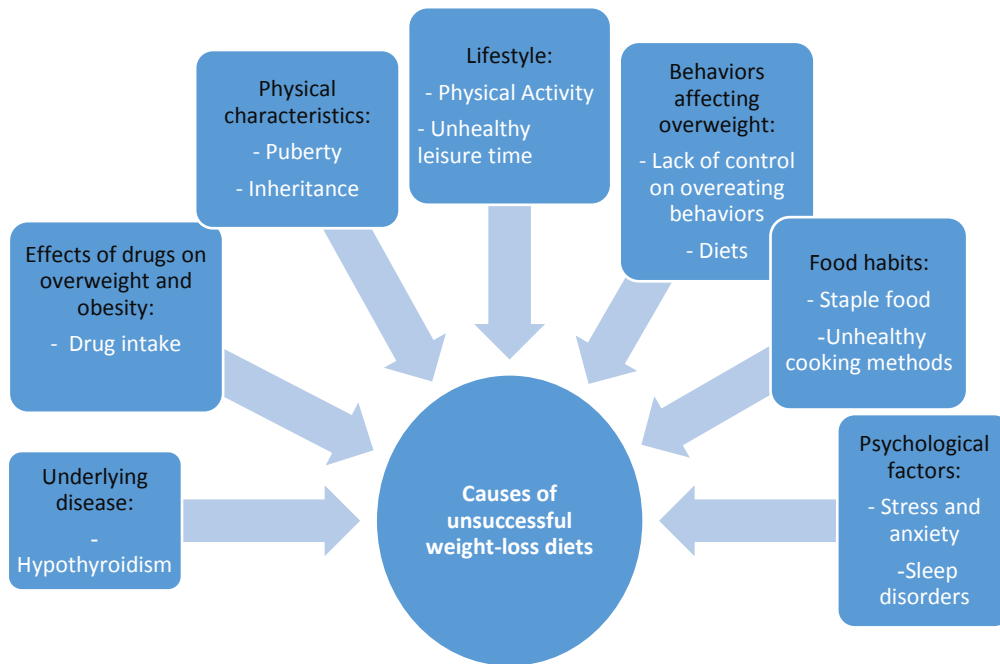 Underlying
disease:
-
Hypothyroidism
Effects of drugs on
overweight and
obesity:
- Drug intake
Physical
characteristics:
- Puberty
- Inheritance
Lifestyle:
- Physical Activity
- Unhealthy
leisure time
Behaviors
affecting
overweight:
- Lack of control
on overeating
behaviors
- Diets
Food habits:
- Staple food
-Unhealthy
cooking methods
Psychological
factors:
- Stress and
anxiety
-Sleep
disorders
Causes of
unsuccessful
weight-loss diets